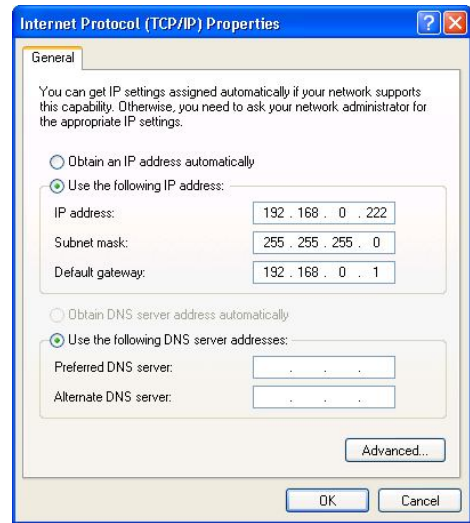 Internet Protocol (TCP/IP) Properties
General
You can get IP settings assigned automatically if your network supports
this capability. Otherwise, you need to ask your network administrator for
the appropriate IP settings.
Obtain an IP address automatically
Use the following IP address:
IP address: 192 . 168 . 0 . 222
Subnet mask: 255 . 255 . 255 . 0
Default gateway: 192 . 168 . 0 . 1
Obtain DNS server address automatically
Use the following DNS server addresses:
Preferred DNS server: . . .
Alternate DNS server: . . .
Advanced...
OK Cancel